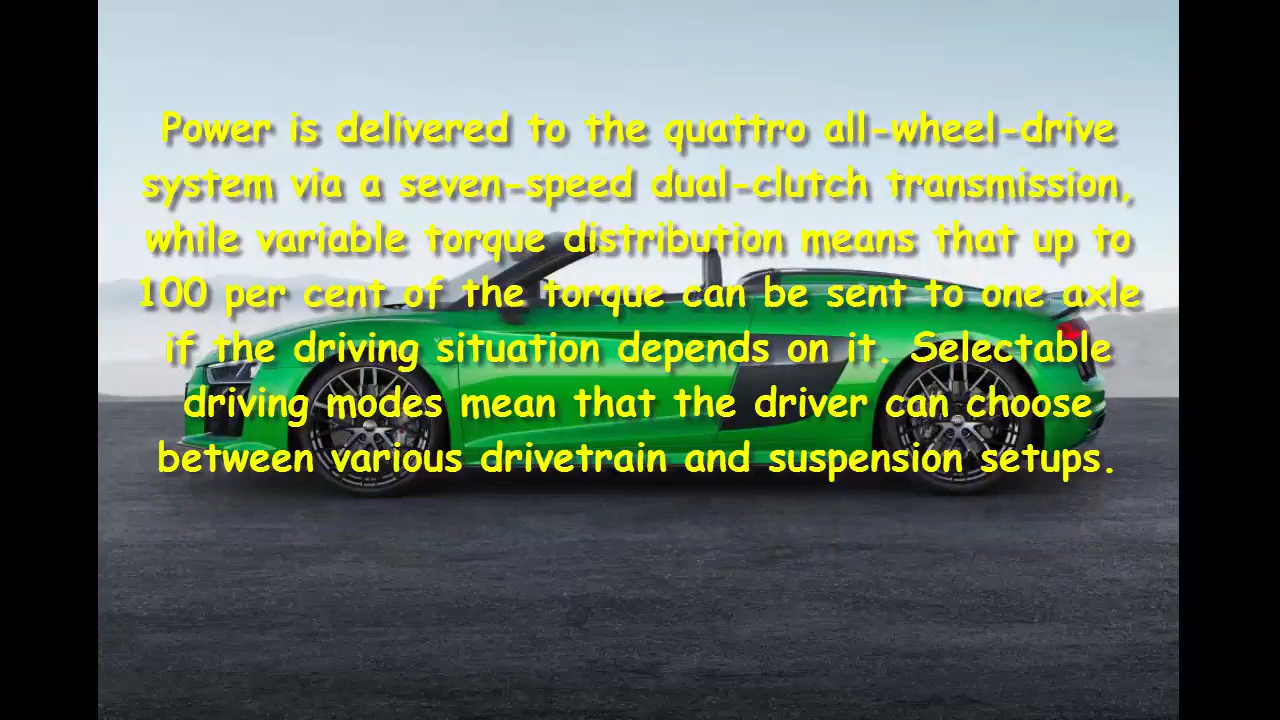 Power is delivered to the quattro all-wheel-drive
system via a seven-speed dual-clutch transmission,
while variable torque distribution means that up to
100 per cent of the torque can be sent to one axle
if the driving situation depends on it. Selectable
driving modes mean that the driver can choose
between various drivetrain and suspension setups.